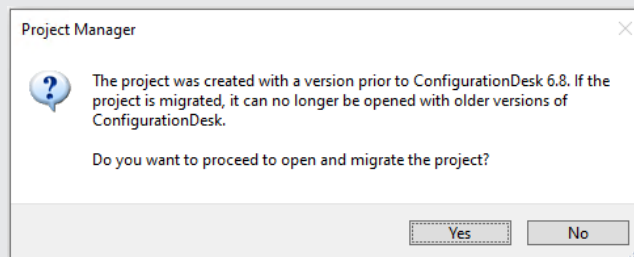 Project Manager
The project was created with a version prior to ConfigurationDesk 6.8. If the
project is migrated, it can no longer be opened with older versions of
ConfigurationDesk.
Do you want to proceed to open and migrate the project?
Yes
No